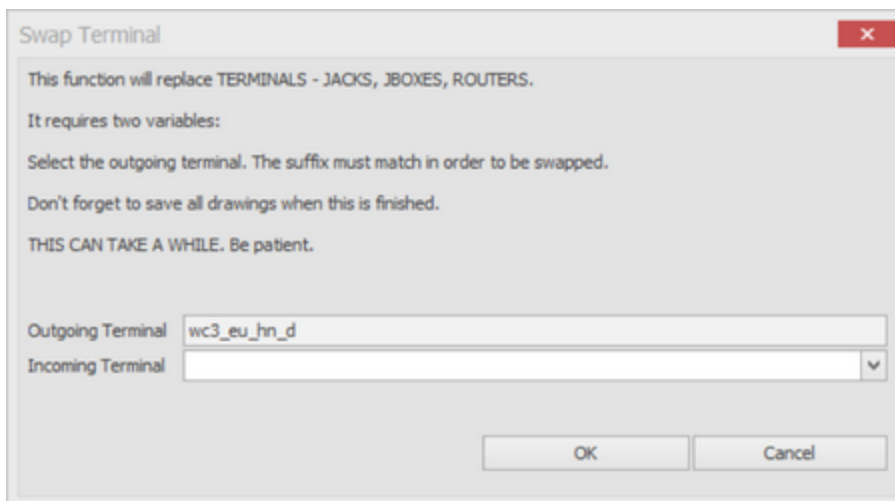 Swap Terminal
This function will replace TERMINALS - JACKS, JBOXES, ROUTERS.
It requires two variables:
Select the outgoing terminal. The suffix must match in order to be swapped.
Don't forget to save all drawings when this is finished.
THIS CAN TAKE A WHILE. Be patient.
Outgoing Terminal wc3_eu_hn_d
Incoming Terminal
OK Cancel